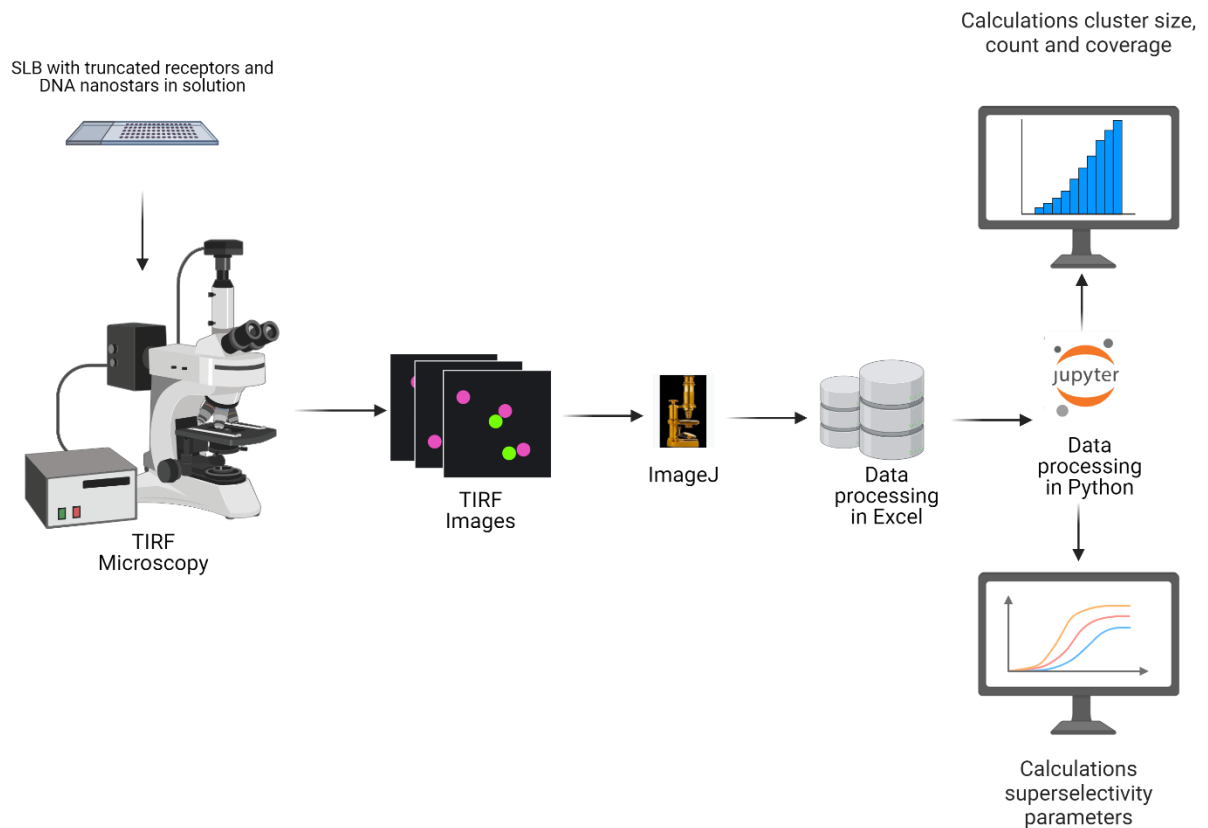 SLB with truncated receptors and
DNA nanostars in solution
TIRF
Microscopy
TIRF
Images
ImageJ
Data
processing
in Excel
jupyter
Data
processing
in Python
Calculations cluster size,
count and coverage
Calculations
superselectivity
parameters